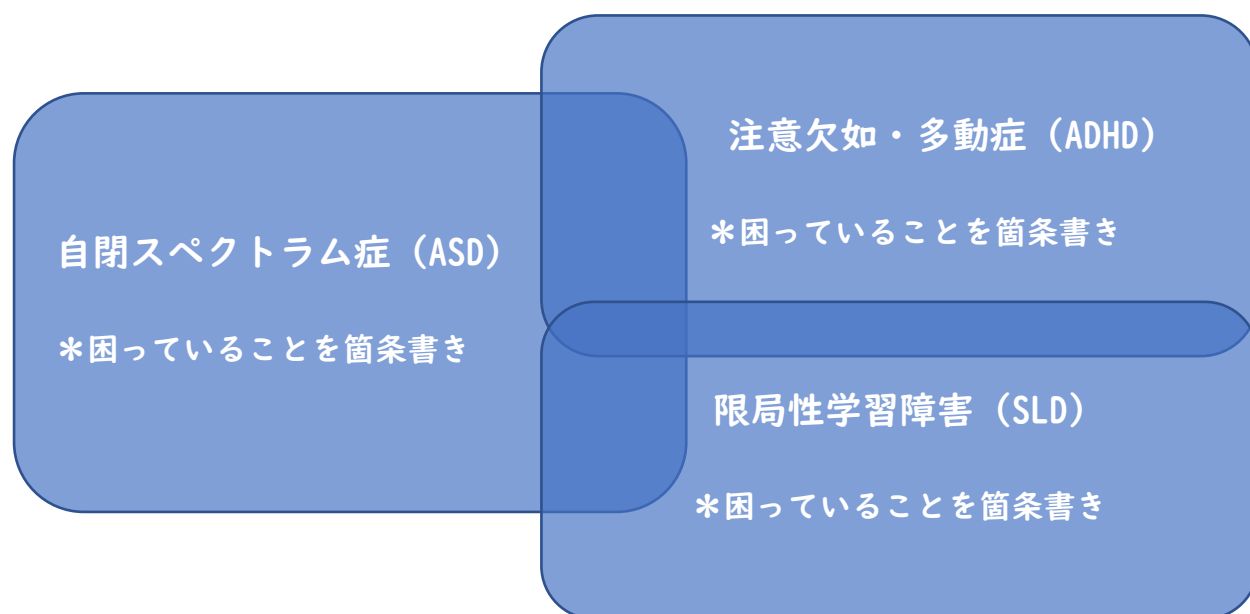 注意欠如・多動症（ADHD）
＊困っていることを箇条書き
自閉スペクトラム症（ASD）
＊困っていることを箇条書き
限局性学習障害（SLD）
＊困っていることを箇条書き